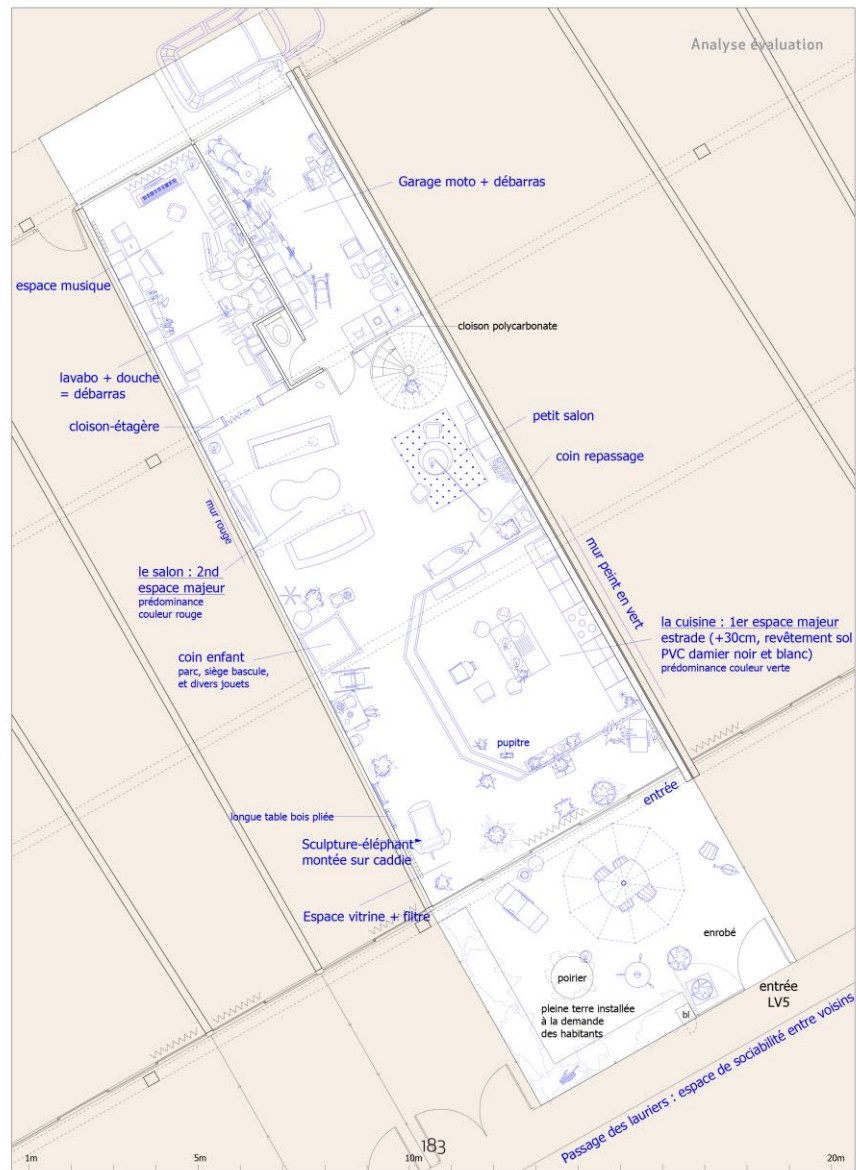 Analyse évaluation
Garage moto + débarras
espace musique
cloison polycarbonate
lavabo + douche
= débarras
petit salon
cloison-étagère
coin repassage
mur rouge
mur peint en vert
le salon : 2nd
espace majeur
prédominance
couleur rouge
la cuisine : 1er espace majeur
estrade (+30cm, revêtement sol
PVC damier noir et blanc)
prédominance couleur verte
coin enfant
parc, siège bascule,
et divers jouets
pupitre
entrée
longue table bois pliée
Sculpture-éléphant
montée sur caddie
Espace vitrine + filtre
enrobé
poirier
entrée
LV5
pleine terre installée
à la demande
des habitants
bl
Passage des lauriers : espace de sociabilité entre voisins
183
1m
5m
10m
20m